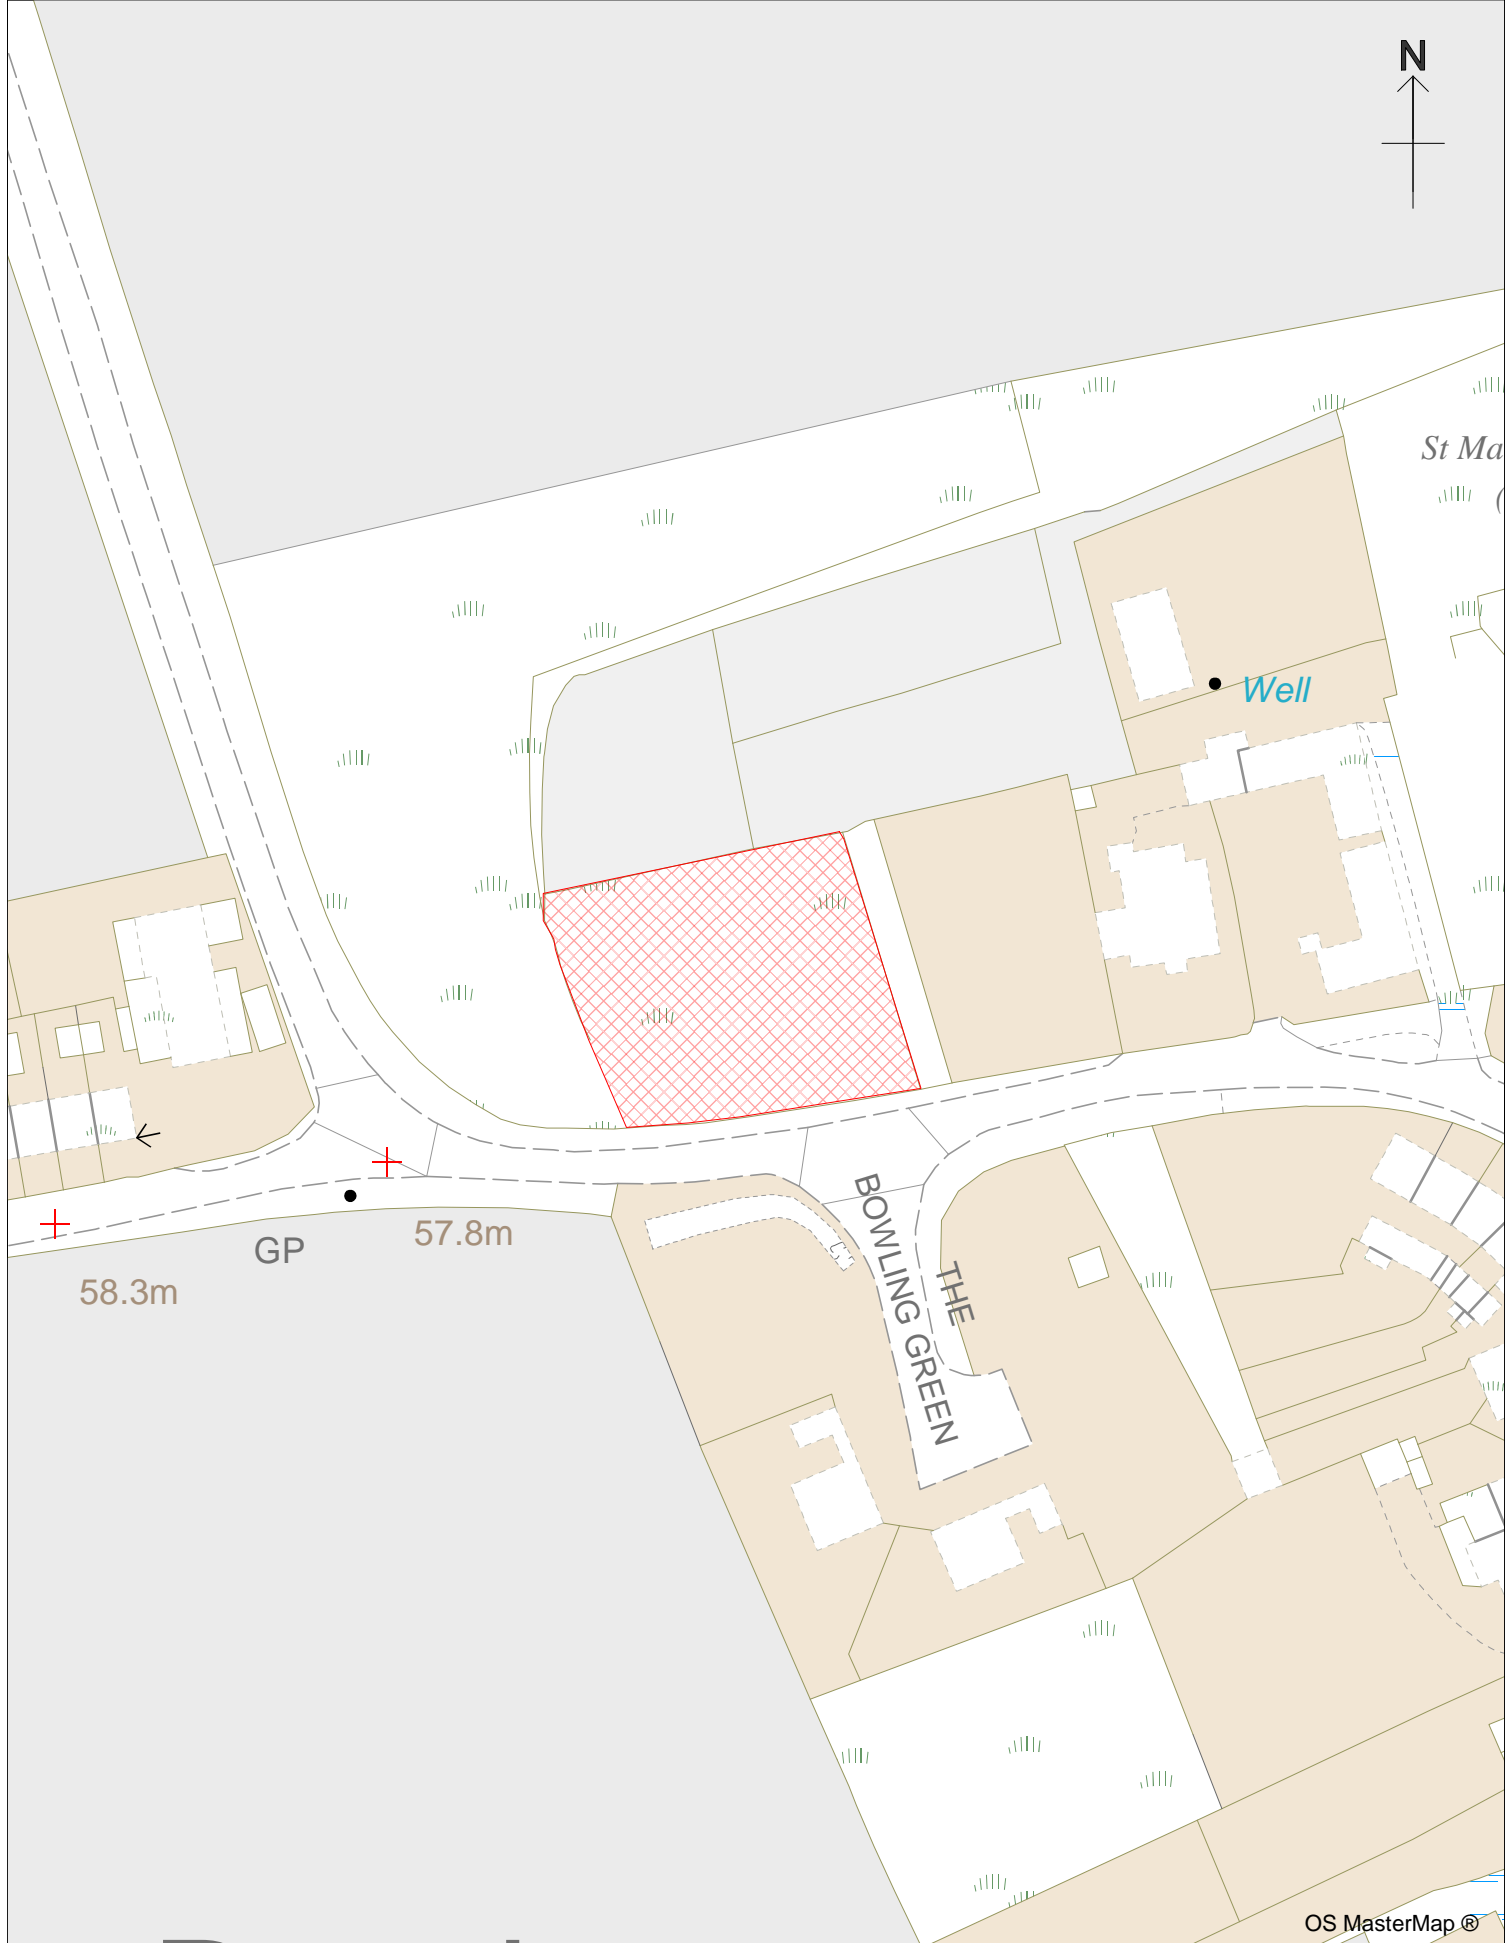 N
St Ma
(
Well
GP
57.8m
58.3m
THE
BOWLING GREEN
OS MasterMap ®